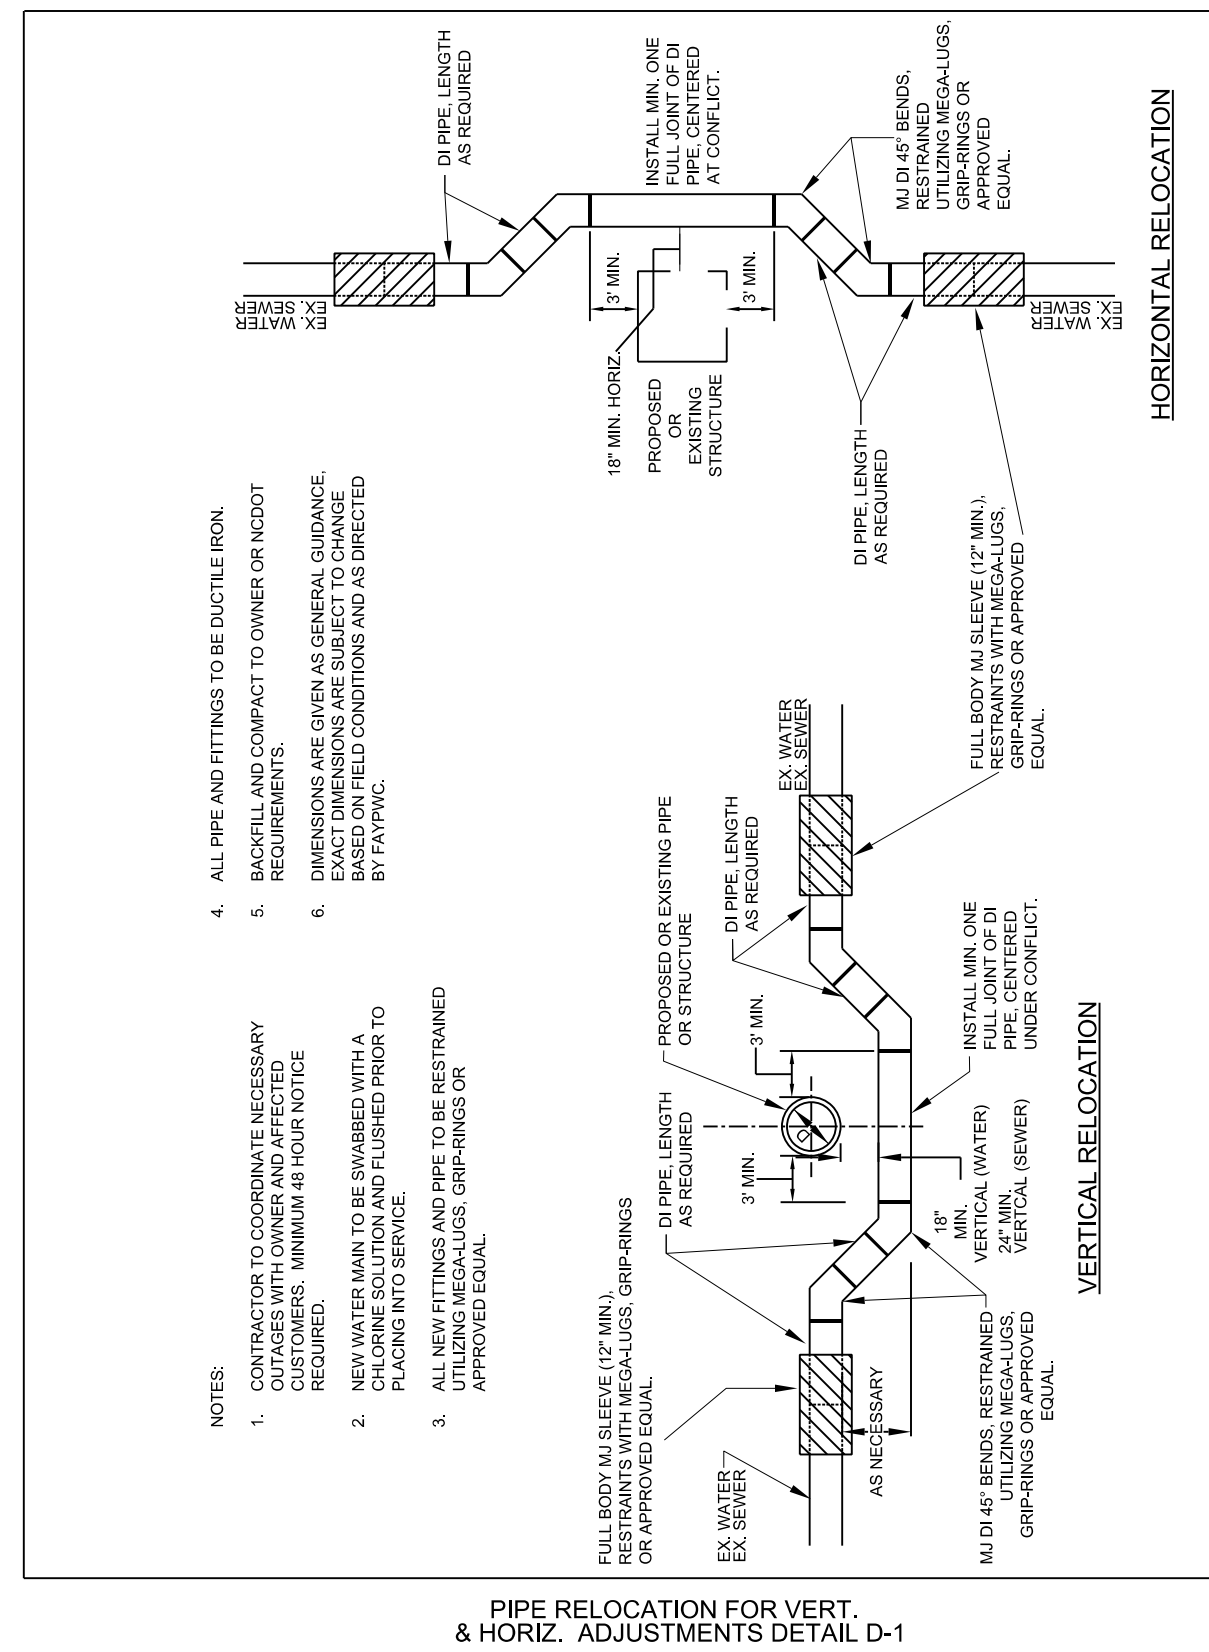 NOTES:
1. CONTRACTOR TO COORDINATE NECESSARY
OUTAGES WITH OWNER AND AFFECTED
CUSTOMERS. MINIMUM 48 HOUR NOTICE
REQUIRED.
2. NEW WATER MAIN TO BE SWABBED WITH A
CHLORINE SOLUTION AND FLUSHED PRIOR TO
PLACING INTO SERVICE.
3. ALL NEW FITTINGS AND PIPE TO BE RESTRAINED
UTILIZING MEGA-LUGS, GRIP-RINGS OR
APPROVED EQUAL.
4. ALL PIPE AND FITTINGS TO BE DUCTILE IRON.
5. BACKFILL AND COMPACT TO OWNER OR NCDOT
REQUIREMENTS.
6. DIMENSIONS ARE GIVEN AS GENERAL GUIDANCE,
EXACT DIMENSIONS ARE SUBJECT TO CHANGE
BASED ON FIELD CONDITIONS AND AS DIRECTED
BY FAYPWC.
FULL BODY MJ SLEEVE (12" MIN.),
RESTRAINTS WITH MEGA-LUGS, GRIP-RINGS
OR APPROVED EQUAL.
DI PIPE, LENGTH
AS REQUIRED
PROPOSED OR EXISTING PIPE
OR STRUCTURE
DI PIPE, LENGTH
AS REQUIRED
EX. WATER
EX. SEWER
EX. WATER
EX. SEWER
3' MIN.
3' MIN.
D
AS NECESSARY
18"
MIN.
VERTICAL (WATER)
24" MIN.
VERTCAL (SEWER)
MJ DI 45° BENDS, RESTRAINED
UTILIZING MEGA-LUGS,
GRIP-RINGS OR APPROVED
EQUAL.
INSTALL MIN. ONE
FULL JOINT OF DI
PIPE, CENTERED
UNDER CONFLICT.
FULL BODY MJ SLEEVE (12" MIN.),
RESTRAINTS WITH MEGA-LUGS,
GRIP-RINGS OR APPROVED
EQUAL.
VERTICAL RELOCATION
EX. WATER
EX. SEWER
DI PIPE, LENGTH
AS REQUIRED
INSTALL MIN. ONE
FULL JOINT OF DI
PIPE, CENTERED
AT CONFLICT.
18" MIN. HORIZ.
3' MIN.
3' MIN.
PROPOSED
OR
EXISTING
STRUCTURE
DI PIPE, LENGTH
AS REQUIRED
MJ DI 45° BENDS,
RESTRAINED
UTILIZING MEGA-LUGS,
GRIP-RINGS OR
APPROVED
EQUAL.
EX. WATER
EX. SEWER
HORIZONTAL RELOCATION
PIPE RELOCATION FOR VERT.
& HORIZ. ADJUSTMENTS DETAIL D-1